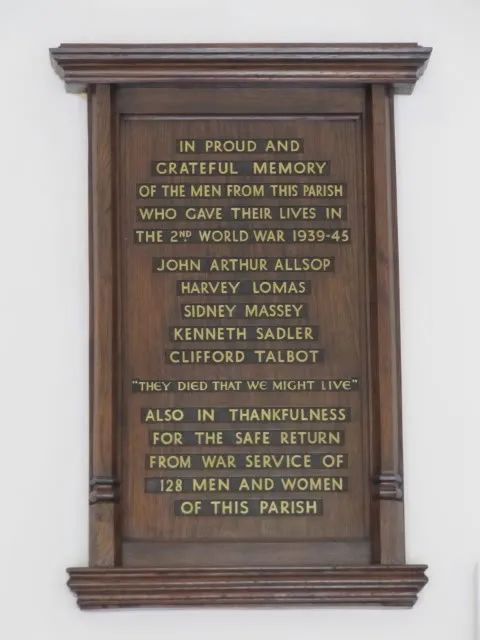 IN PROUD AND
GRATEFUL MEMORY
OF THE MEN FROM THIS PARISH
WHO GAVE THEIR LIVES IN
THE 2ND WORLD WAR 1939-45
JOHN ARTHUR ALLSOP
HARVEY LOMAS
SIDNEY MASSEY
KENNETH SADLER
CLIFFORD TALBOT
"THEY DIED THAT WE MIGHT LIVE"
ALSO IN THANKFULNESS
FOR THE SAFE RETURN
FROM WAR SERVICE OF
128 MEN AND WOMEN
OF THIS PARISH